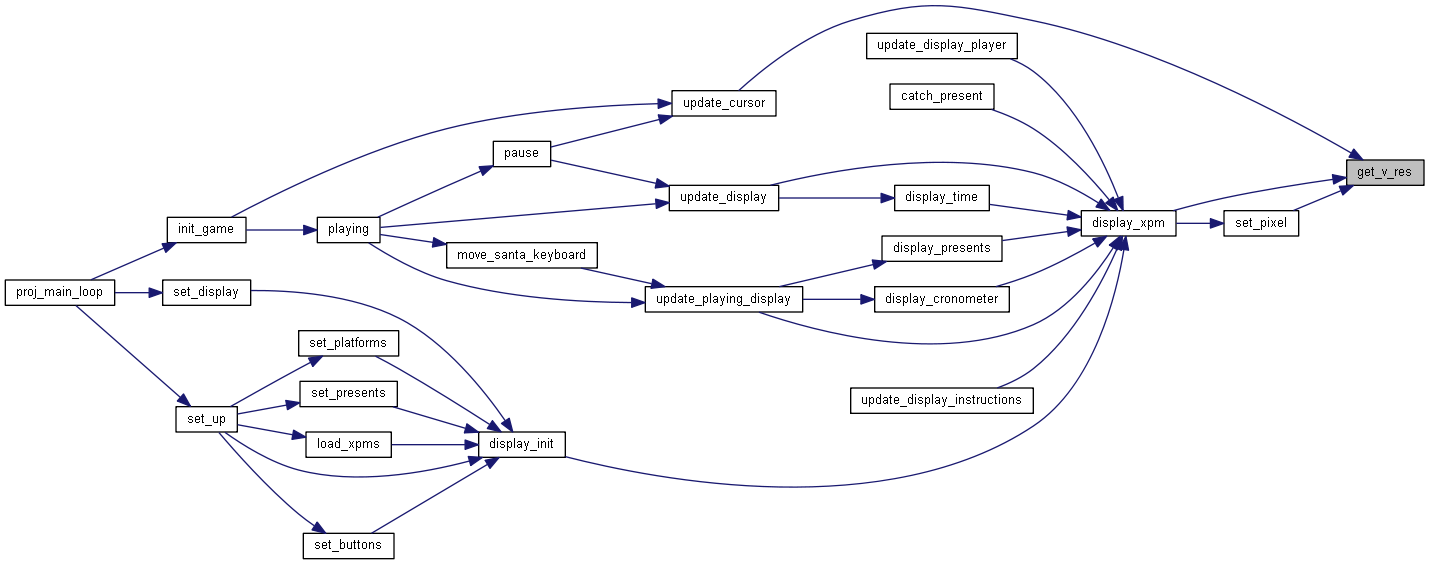 update_display_player
catch_present
update_cursor
pause
get_v_res
update_display
display_time
display_xpm
set_pixel
init_game
playing
move_santa_keyboard
display_presents
proj_main_loop
set_display
update_playing_display
display_cronometer
set_platforms
set_presents
update_display_instructions
set_up
load_xpms
display_init
set_buttons